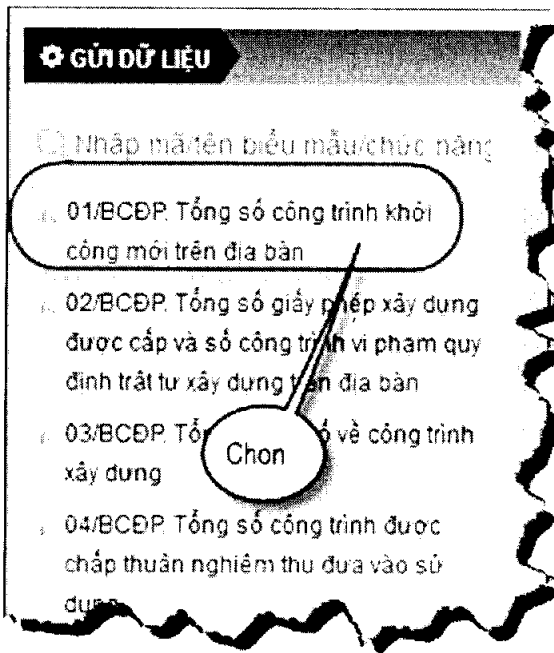 GỬI DỮ LIỆU
Nhập mã/tên biểu mẫu/chức năng
01/BCĐP. Tổng số công trình khởi
công mới trên địa bàn
02/BCĐP. Tổng số giấy phép xây dựng
được cấp và số công trình vi phạm quy
định trật tự xây dựng trên địa bàn
03/BCĐP. số về công trình
xây dựng
Chọn
04/BCĐP. Tổng số công trình được
chấp thuận nghiệm thu đưa vào sử
dụng